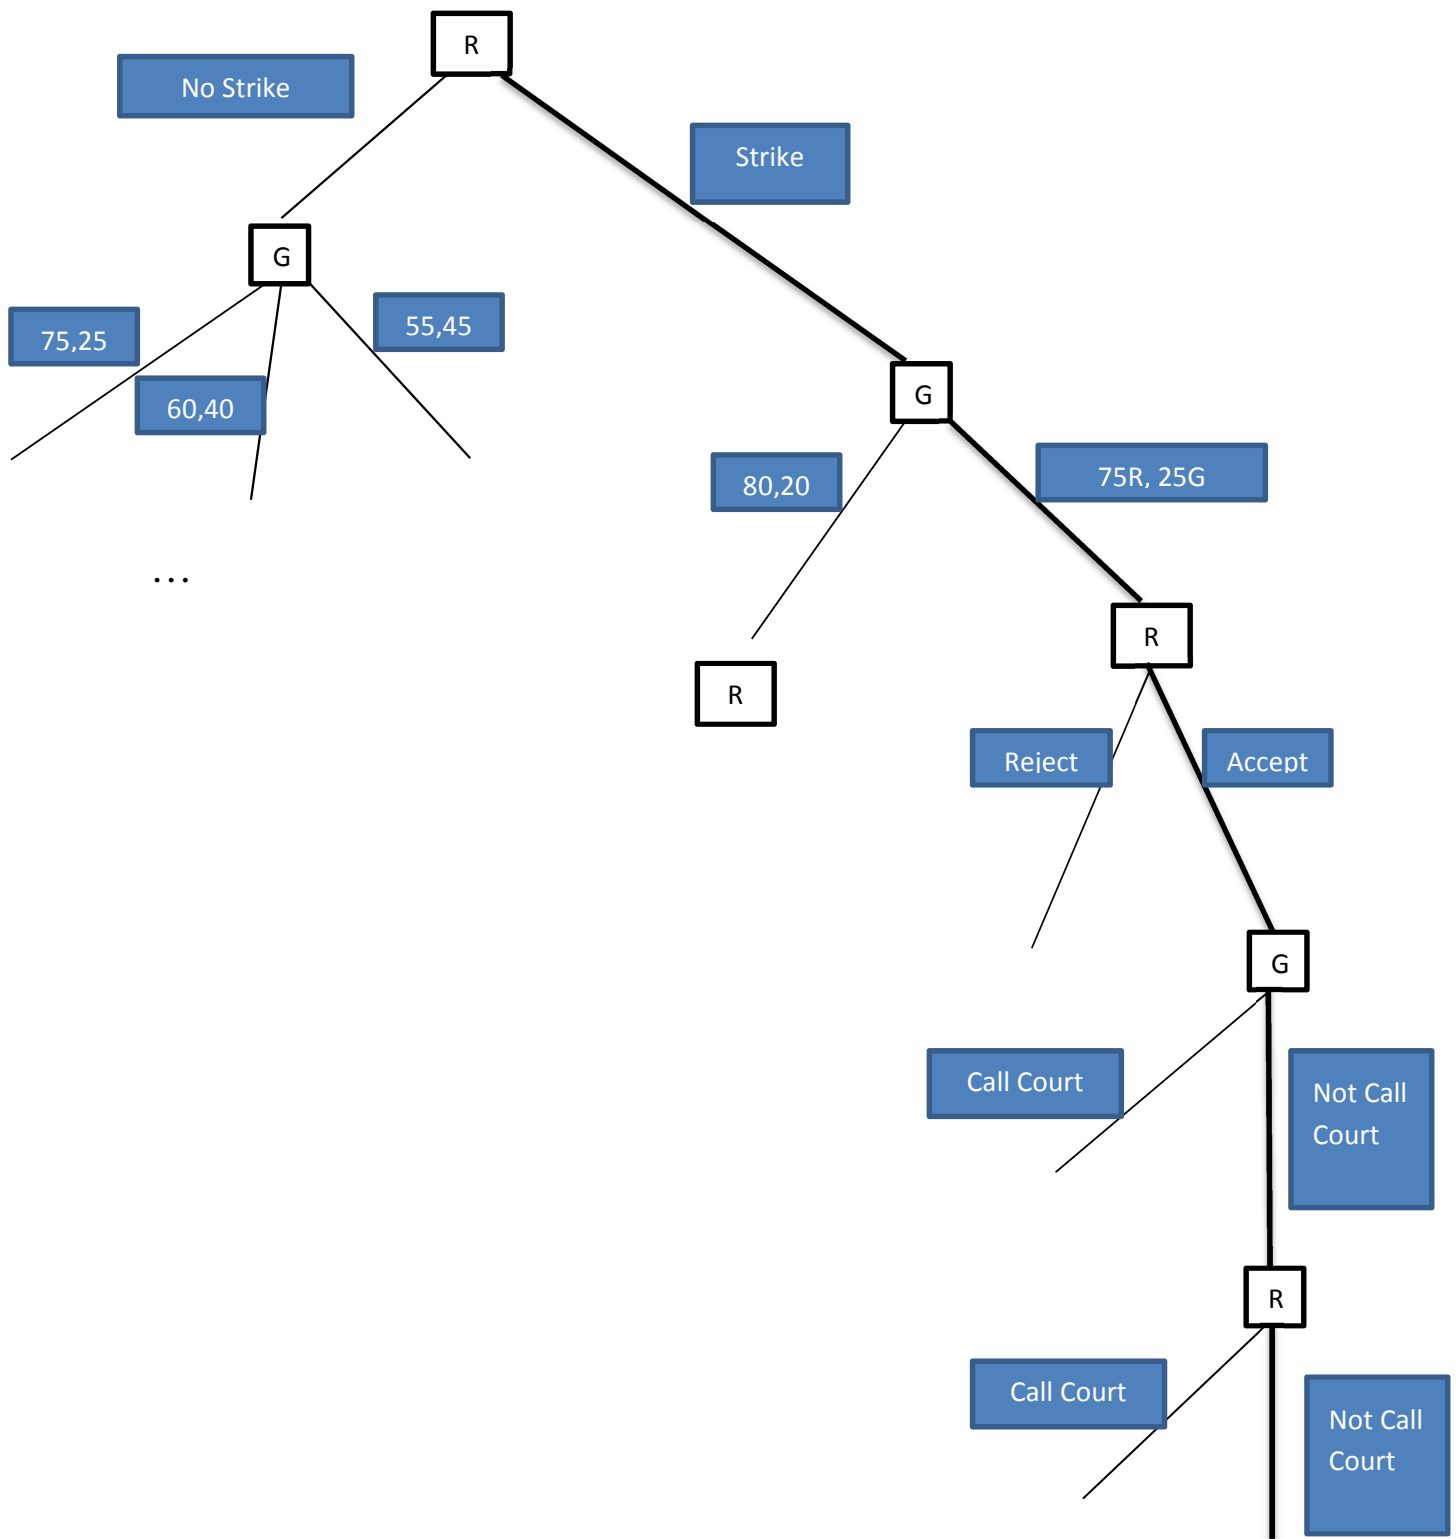 R
No Strike
Strike
G
55,45
75,25
60,40
G
80,20
75R, 25G
...
R
R
Reject
Accept
G
Call Court
Not Call
Court
R
Call Court
Not Call
Court